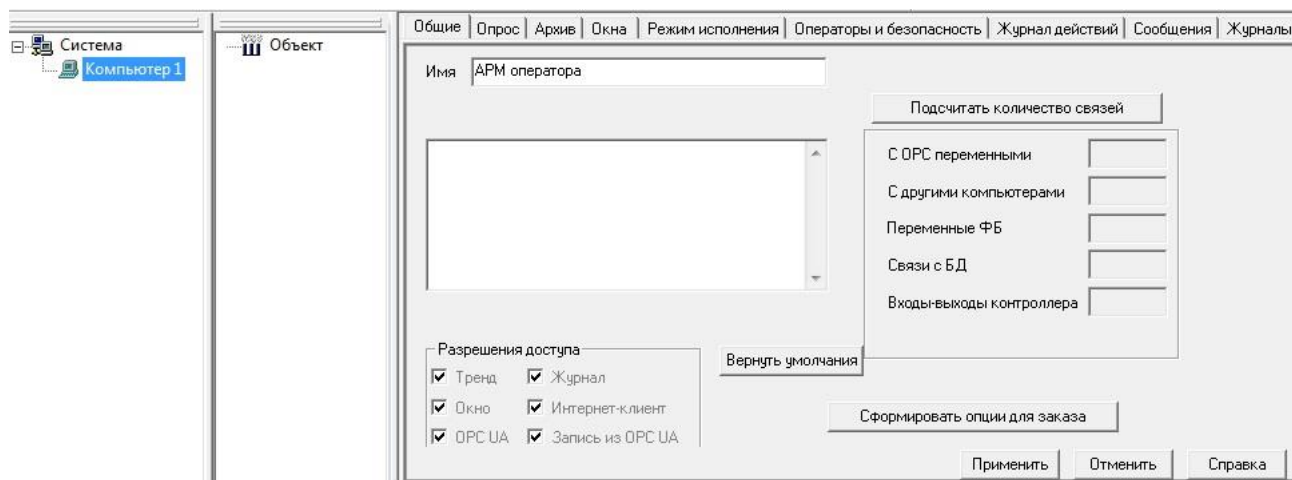 Система
Компьютер 1
Объект
Общие Опрос Архив Окна Режим исполнения Операторы и безопасность Журнал действий Сообщения Журналы
Имя АРМ оператора
Подсчитать количество связей
С ОРС переменными
С другими компьютерами
Переменные ФБ
Связи с БД
Входы-выходы контроллера
Разрешения доступа
Тренд Журнал
Окно Интернет-клиент
OPC UA Запись из OPC UA
Вернуть умолчания
Сформировать опции для заказа
Применить Отменить Справка